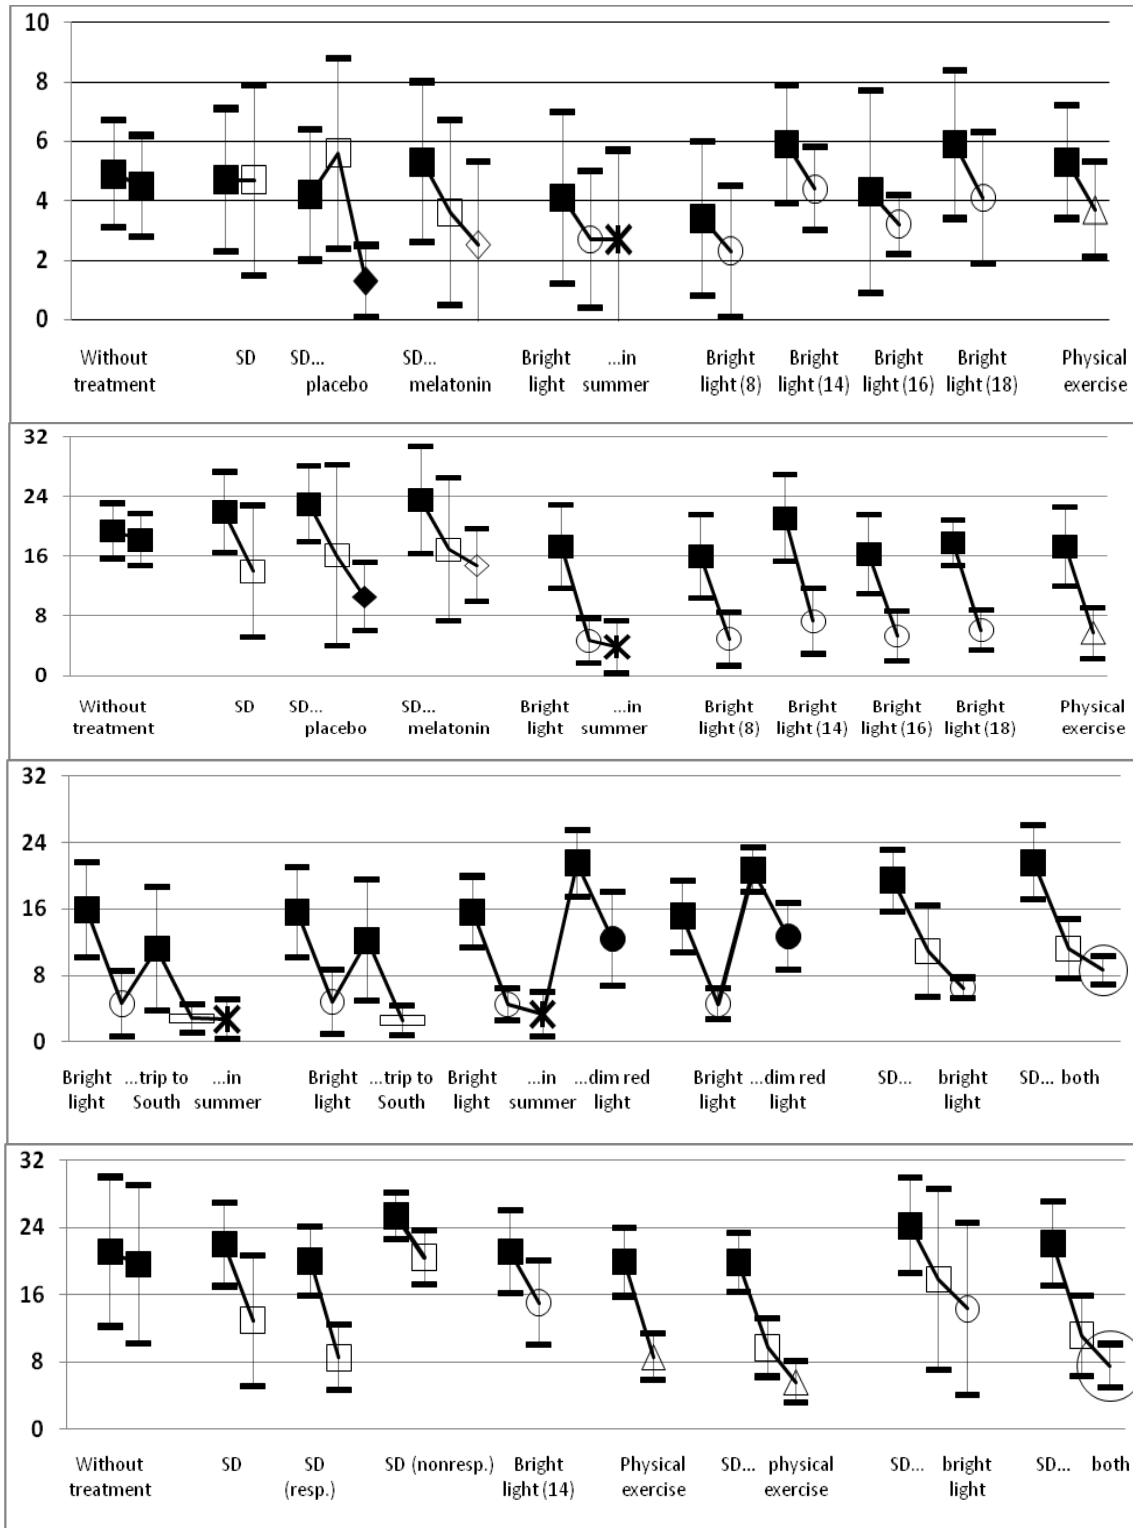 10
8
6
4
2
0
Without SD SD... SD... Bright ...in Bright Bright Bright Bright Physical
treatment placebo melatonin light summer light (8) light (14) light (16) light (18) exercise
32
24
16
8
0
Without SD SD... SD... Bright ...in Bright Bright Bright Bright Physical
treatment placebo melatonin light summer light (8) light (14) light (16) light (18) exercise
32
24
16
8
0
Bright ...trip to ...in Bright ...trip to Bright ...in ...dim red Bright ...dim red SD... bright SD... both
light South summer light South light summer light light light light
32
24
16
8
0
Without SD SD SD (nonresp.) Bright Physical SD... physical SD... bright SD... both
treatment (resp.) light (14) exercise exercise light